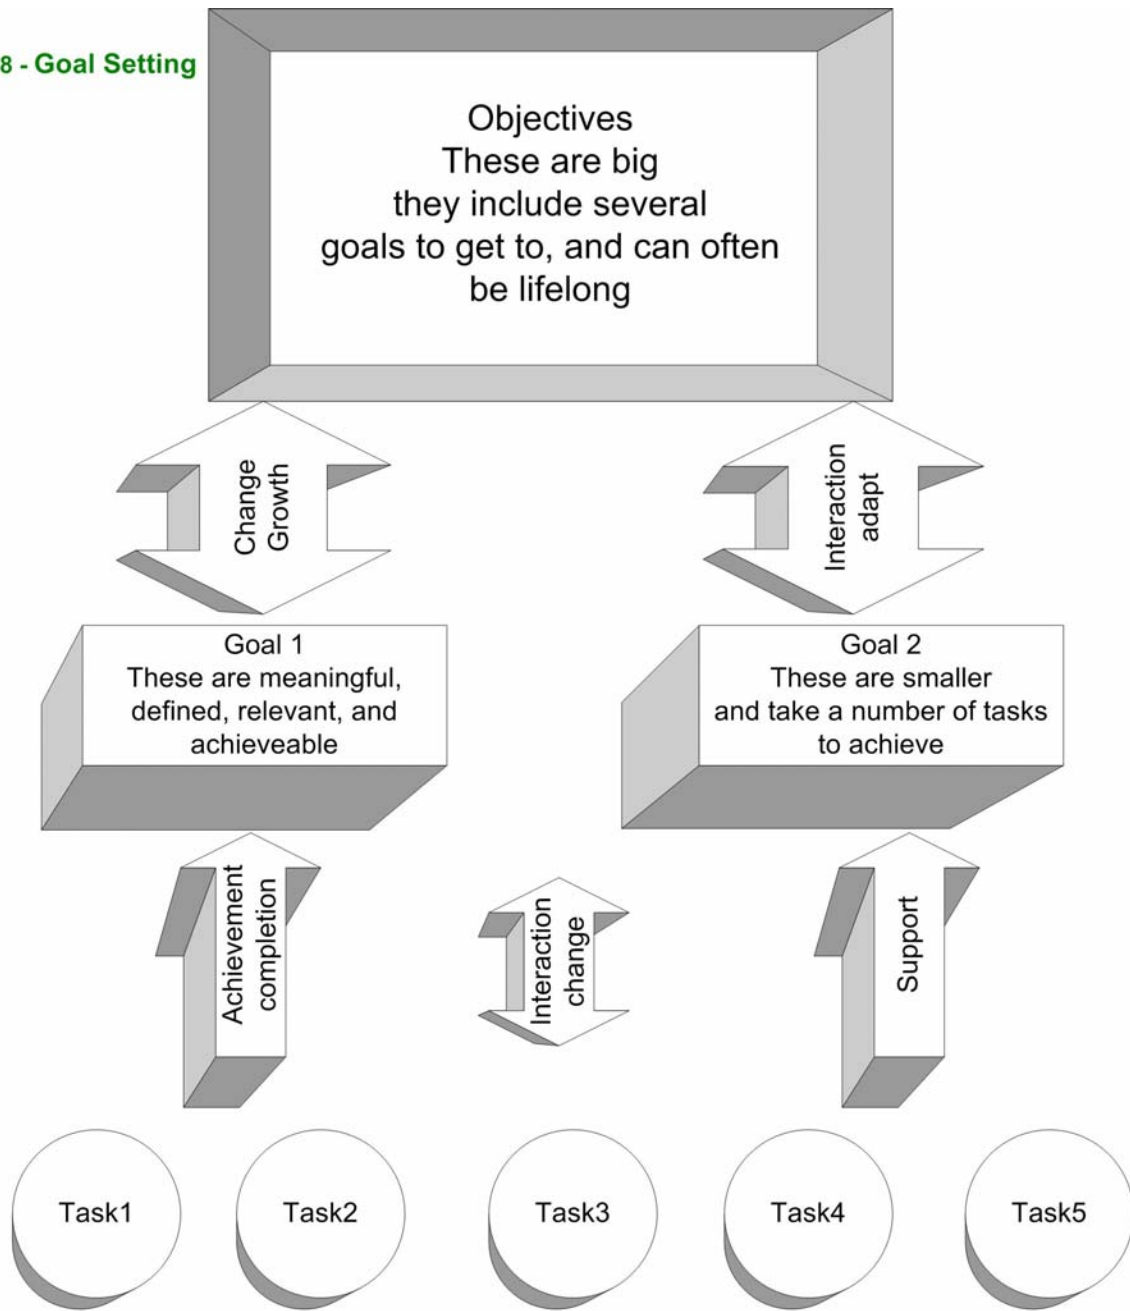 8 - Goal Setting
Objectives
These are big
they include several
goals to get to, and can often
be lifelong
Change
Growth
Interaction
adapt
Goal 1
These are meaningful,
defined, relevant, and
achieveable
Goal 2
These are smaller
and take a number of tasks
to achieve
Achievement
completion
Interaction
change
Support
Task1
Task2
Task3
Task4
Task5